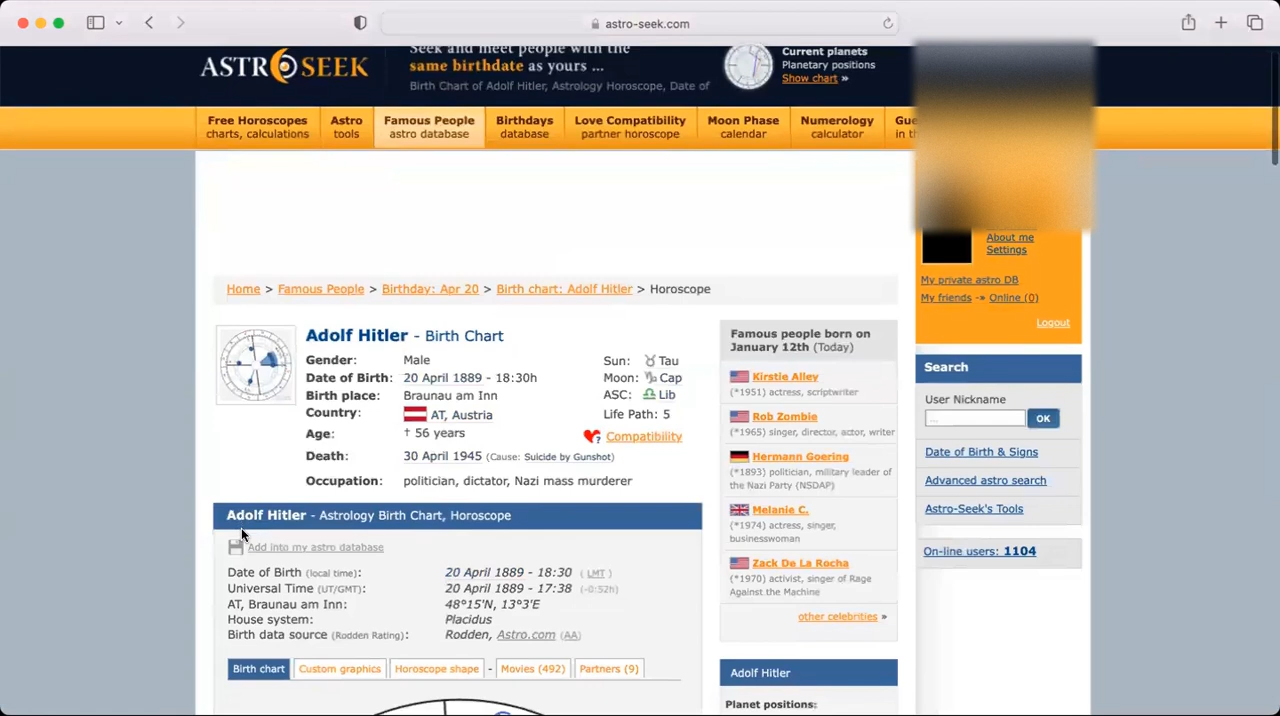 astro-seek.com
ASTROSEEK
Seek and meet people with the
same birthdate as yours ...
Birth Chart of Adolf Hitler, Astrology Horoscope, Date of
Current planets
Planetary positions
Show chart »
Free Horoscopes
charts, calculations
Astro
tools
Famous People
astro database
Birthdays
database
Love Compatibility
partner horoscope
Moon Phase
calendar
Numerology
calculator
About me
Settings
My private astro DB
My friends -> Online (0)
Logout
Home > Famous People > Birthday: Apr 20 > Birth chart: Adolf Hitler > Horoscope
Adolf Hitler - Birth Chart
Gender: Male
Date of Birth: 20 April 1889 - 18:30h
Birth place: Braunau am Inn
Country: AT, Austria
Age: † 56 years
Death: 30 April 1945 (Cause: Suicide by Gunshot)
Occupation: politician, dictator, Nazi mass murderer
Sun: ♉ Tau
Moon: ♑ Cap
ASC: ♎ Lib
Life Path: 5
Compatibility
Adolf Hitler - Astrology Birth Chart, Horoscope
Add into my astro database
Date of Birth (local time): 20 April 1889 - 18:30 ( LMT )
Universal Time (UT/GMT): 20 April 1889 - 17:38 (-0:52h)
AT, Braunau am Inn: 48°15'N, 13°3'E
House system: Placidus
Birth data source (Rodden Rating): Rodden, Astro.com (AA)
Birth chart Custom graphics Horoscope shape - Movies (492) Partners (9)
Famous people born on
January 12th (Today)
Kirstie Alley
(*1951) actress, scriptwriter
Rob Zombie
(*1965) singer, director, actor, writer
Hermann Goering
(*1893) politician, military leader of
the Nazi Party (NSDAP)
Melanie C.
(*1974) actress, singer,
businesswoman
Zack De La Rocha
(*1970) activist, singer of Rage
Against the Machine
other celebrities »
Adolf Hitler
Planet positions:
Search
User Nickname
...
OK
Date of Birth & Signs
Advanced astro search
Astro-Seek's Tools
On-line users: 1104